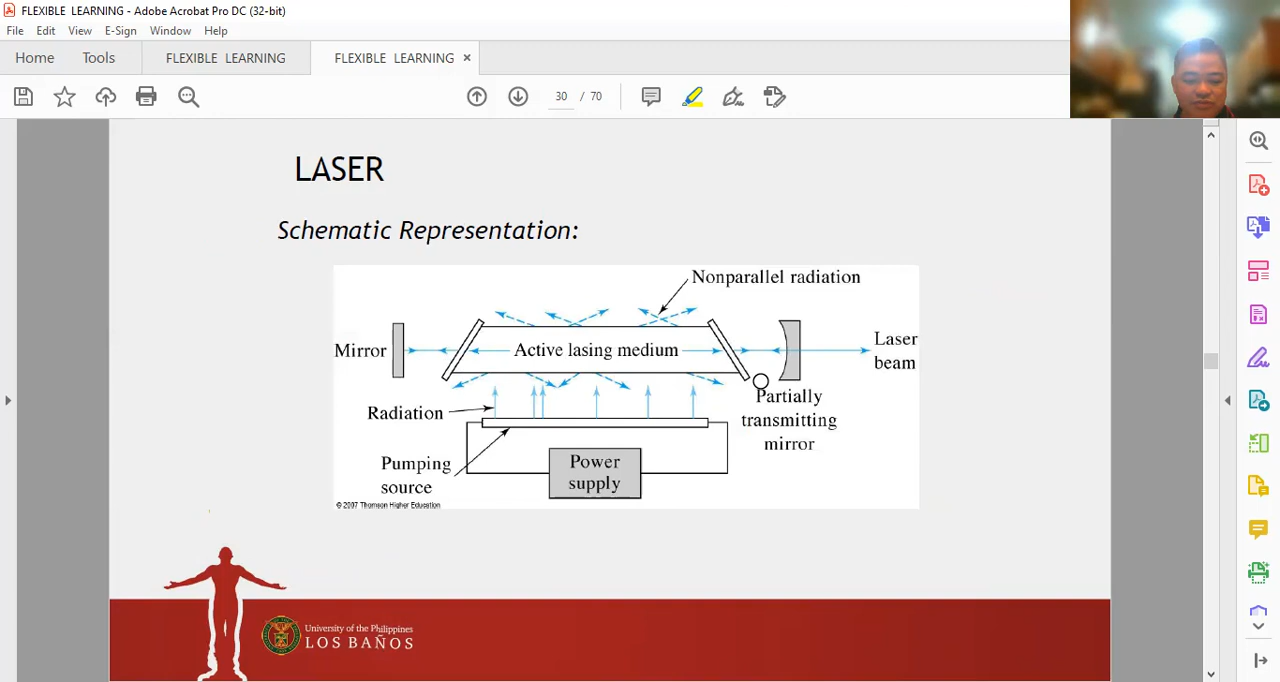 FLEXIBLE LEARNING - Adobe Acrobat Pro DC (32-bit)
File Edit View E-Sign Window Help
Home Tools FLEXIBLE LEARNING FLEXIBLE LEARNING ×
30 / 70
LASER
Schematic Representation:
Nonparallel radiation
Mirror
Active lasing medium
Laser
beam
Radiation
Partially
transmitting
mirror
Pumping
source
Power
supply
© 2007 Thomson Higher Education
University of the Philippines
LOS BAÑOS